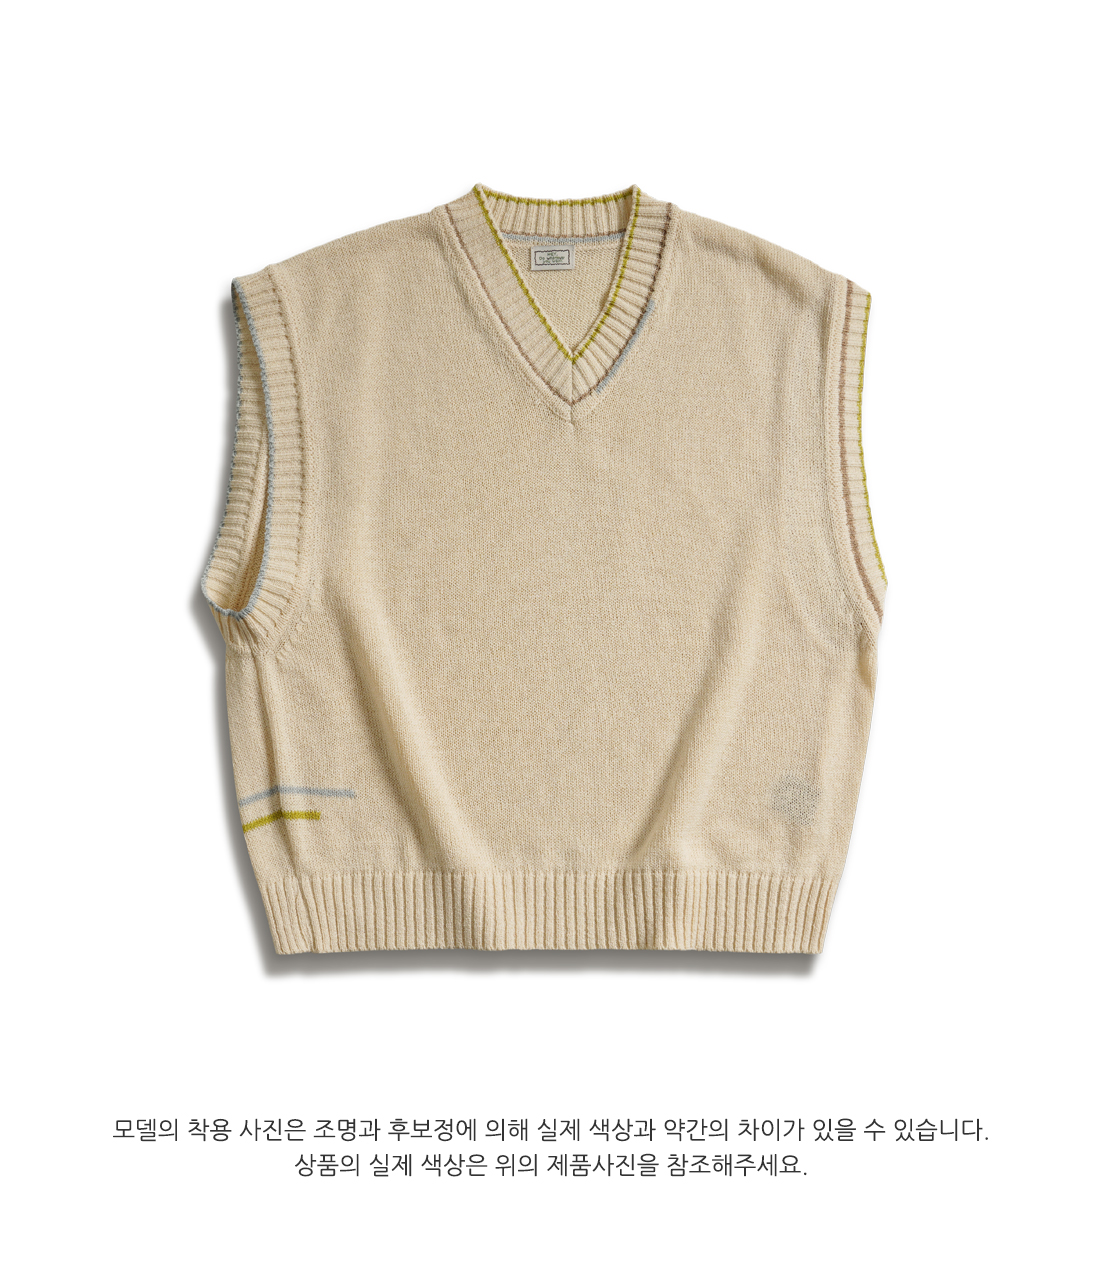 모델의 착용 사진은 조명과 후보정에 의해 실제 색상과 약간의 차이가 있을 수 있습니다.
상품의 실제 색상은 위의 제품사진을 참조해주세요.